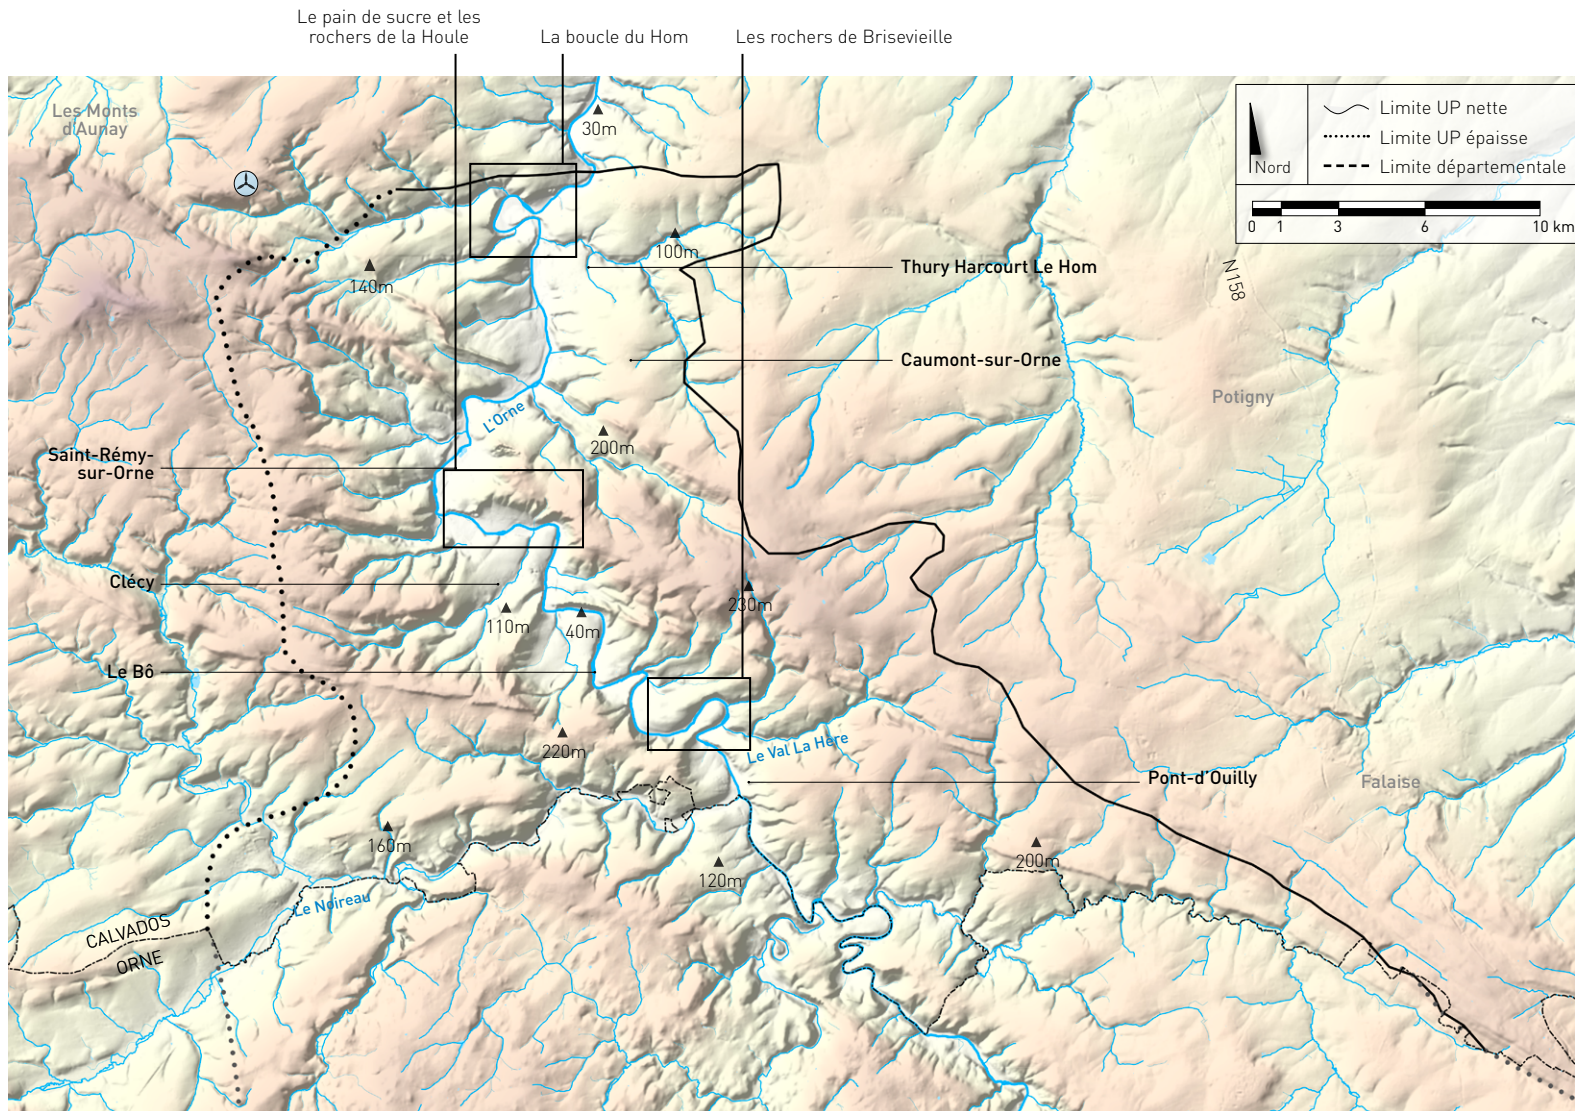 Le pain de sucre et les
rochers de la Houle
La boucle du Hom
Les rochers de Brisevieille
Les Monts
d'Aunay
30m
Nord
Limite UP nette
Limite UP épaisse
Limite départementale
0 1 3 6 10 km
100m
140m
Thury Harcourt Le Hom
N158
Caumont-sur-Orne
Potigny
L'Orne
200m
Saint-Rémy-
sur-Orne
Clécy
230m
110m
40m
Le Bô
220m
Le Val La Hère
Pont-d'Ouilly
Falaise
160m
120m
200m
Le Noireau
CALVADOS
ORNE